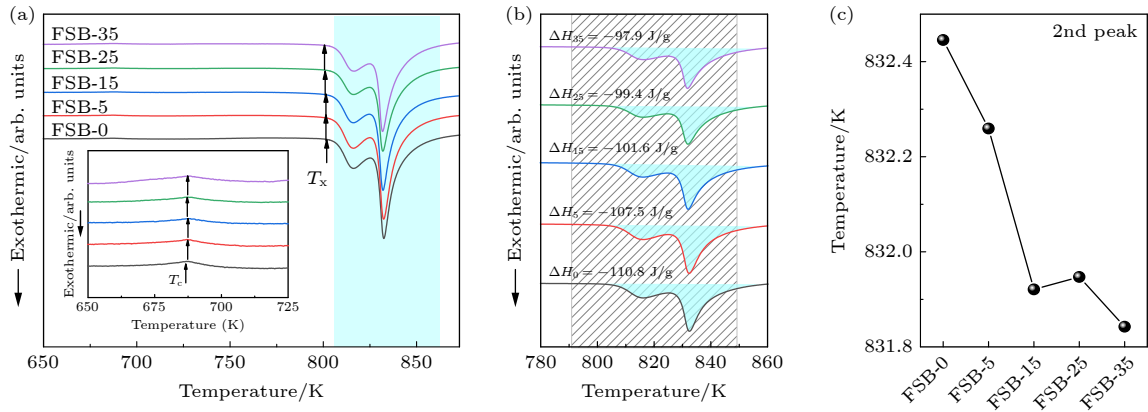 (a)
FSB-35
FSB-25
FSB-15
FSB-5
FSB-0
Tx
Exothermic/arb. units
Exothermic/arb. units
Tc
650 675 700 725
Temperature (K)
650 700 750 800 850
Temperature/K
(b)
ΔH35=−97.9 J/g
ΔH25=−99.4 J/g
ΔH15=−101.6 J/g
ΔH5=−107.5 J/g
ΔH0=−110.8 J/g
Exothermic/arb. units
780 800 820 840 860
Temperature/K
(c)
2nd peak
832.4
832.2
832.0
831.8
Temperature/K
FSB-0
FSB-5
FSB-15
FSB-25
FSB-35